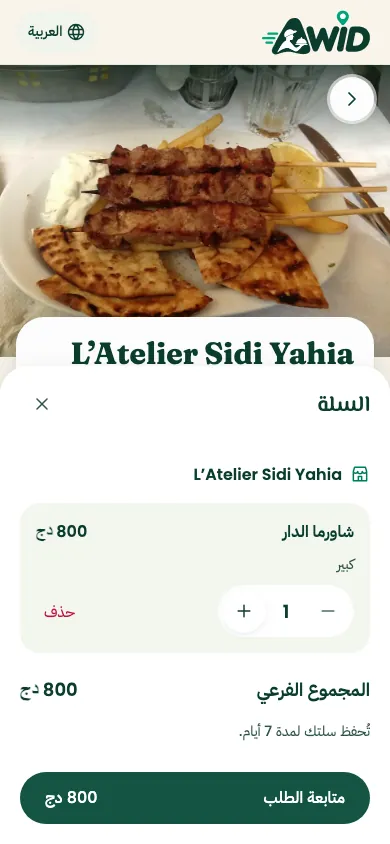 AWID
العربية
L’Atelier Sidi Yahia
السلة
L’Atelier Sidi Yahia
شاورما الدار 800 دج
كبير
1 حذف
المجموع الفرعي 800 دج
تُحفظ سلتك لمدة 7 أيام.
متابعة الطلب 800 دج